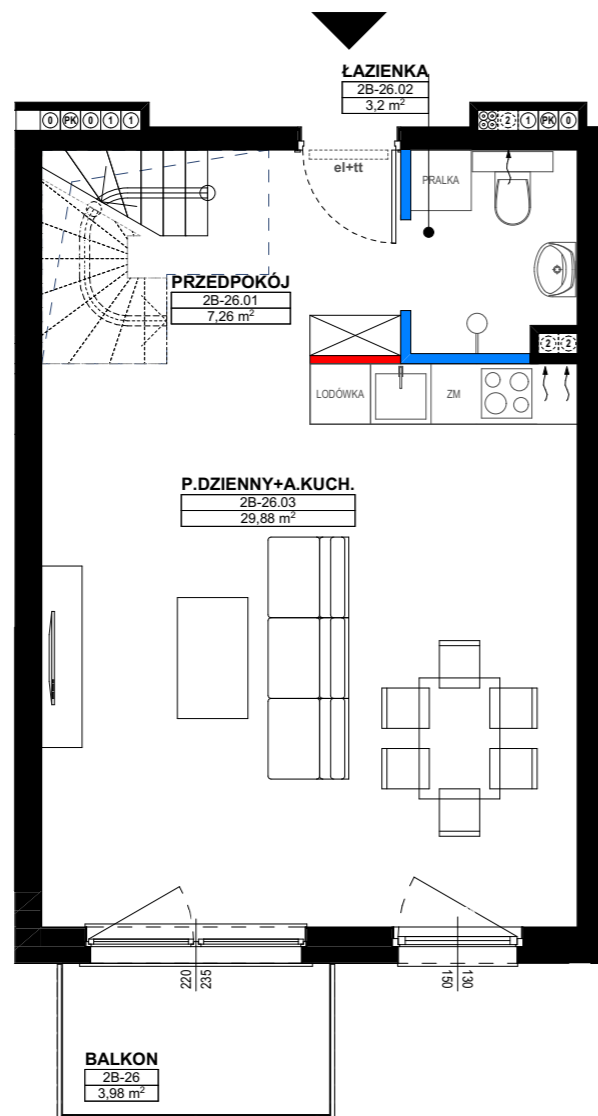 ŁAZIENKA
2B-26.02
3,2 m²
0 PK 0 1 1
2 1 PK 0
el+tt
PRALKA
PRZEDPOKÓJ
2B-26.01
7,26 m²
2 2
LODÓWKA
ZM
P.DZIENNY+A.KUCH.
2B-26.03
29,88 m²
220
235
150
130
BALKON
2B-26
3,98 m²